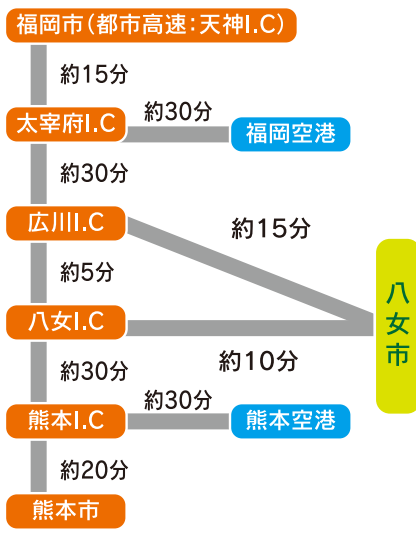 福岡市(都市高速:天神I.C)
約15分
太宰府I.C
約30分
福岡空港
約30分
広川I.C
約15分
約5分
八女市
八女I.C
約10分
約30分
約30分
熊本I.C
熊本空港
約20分
熊本市